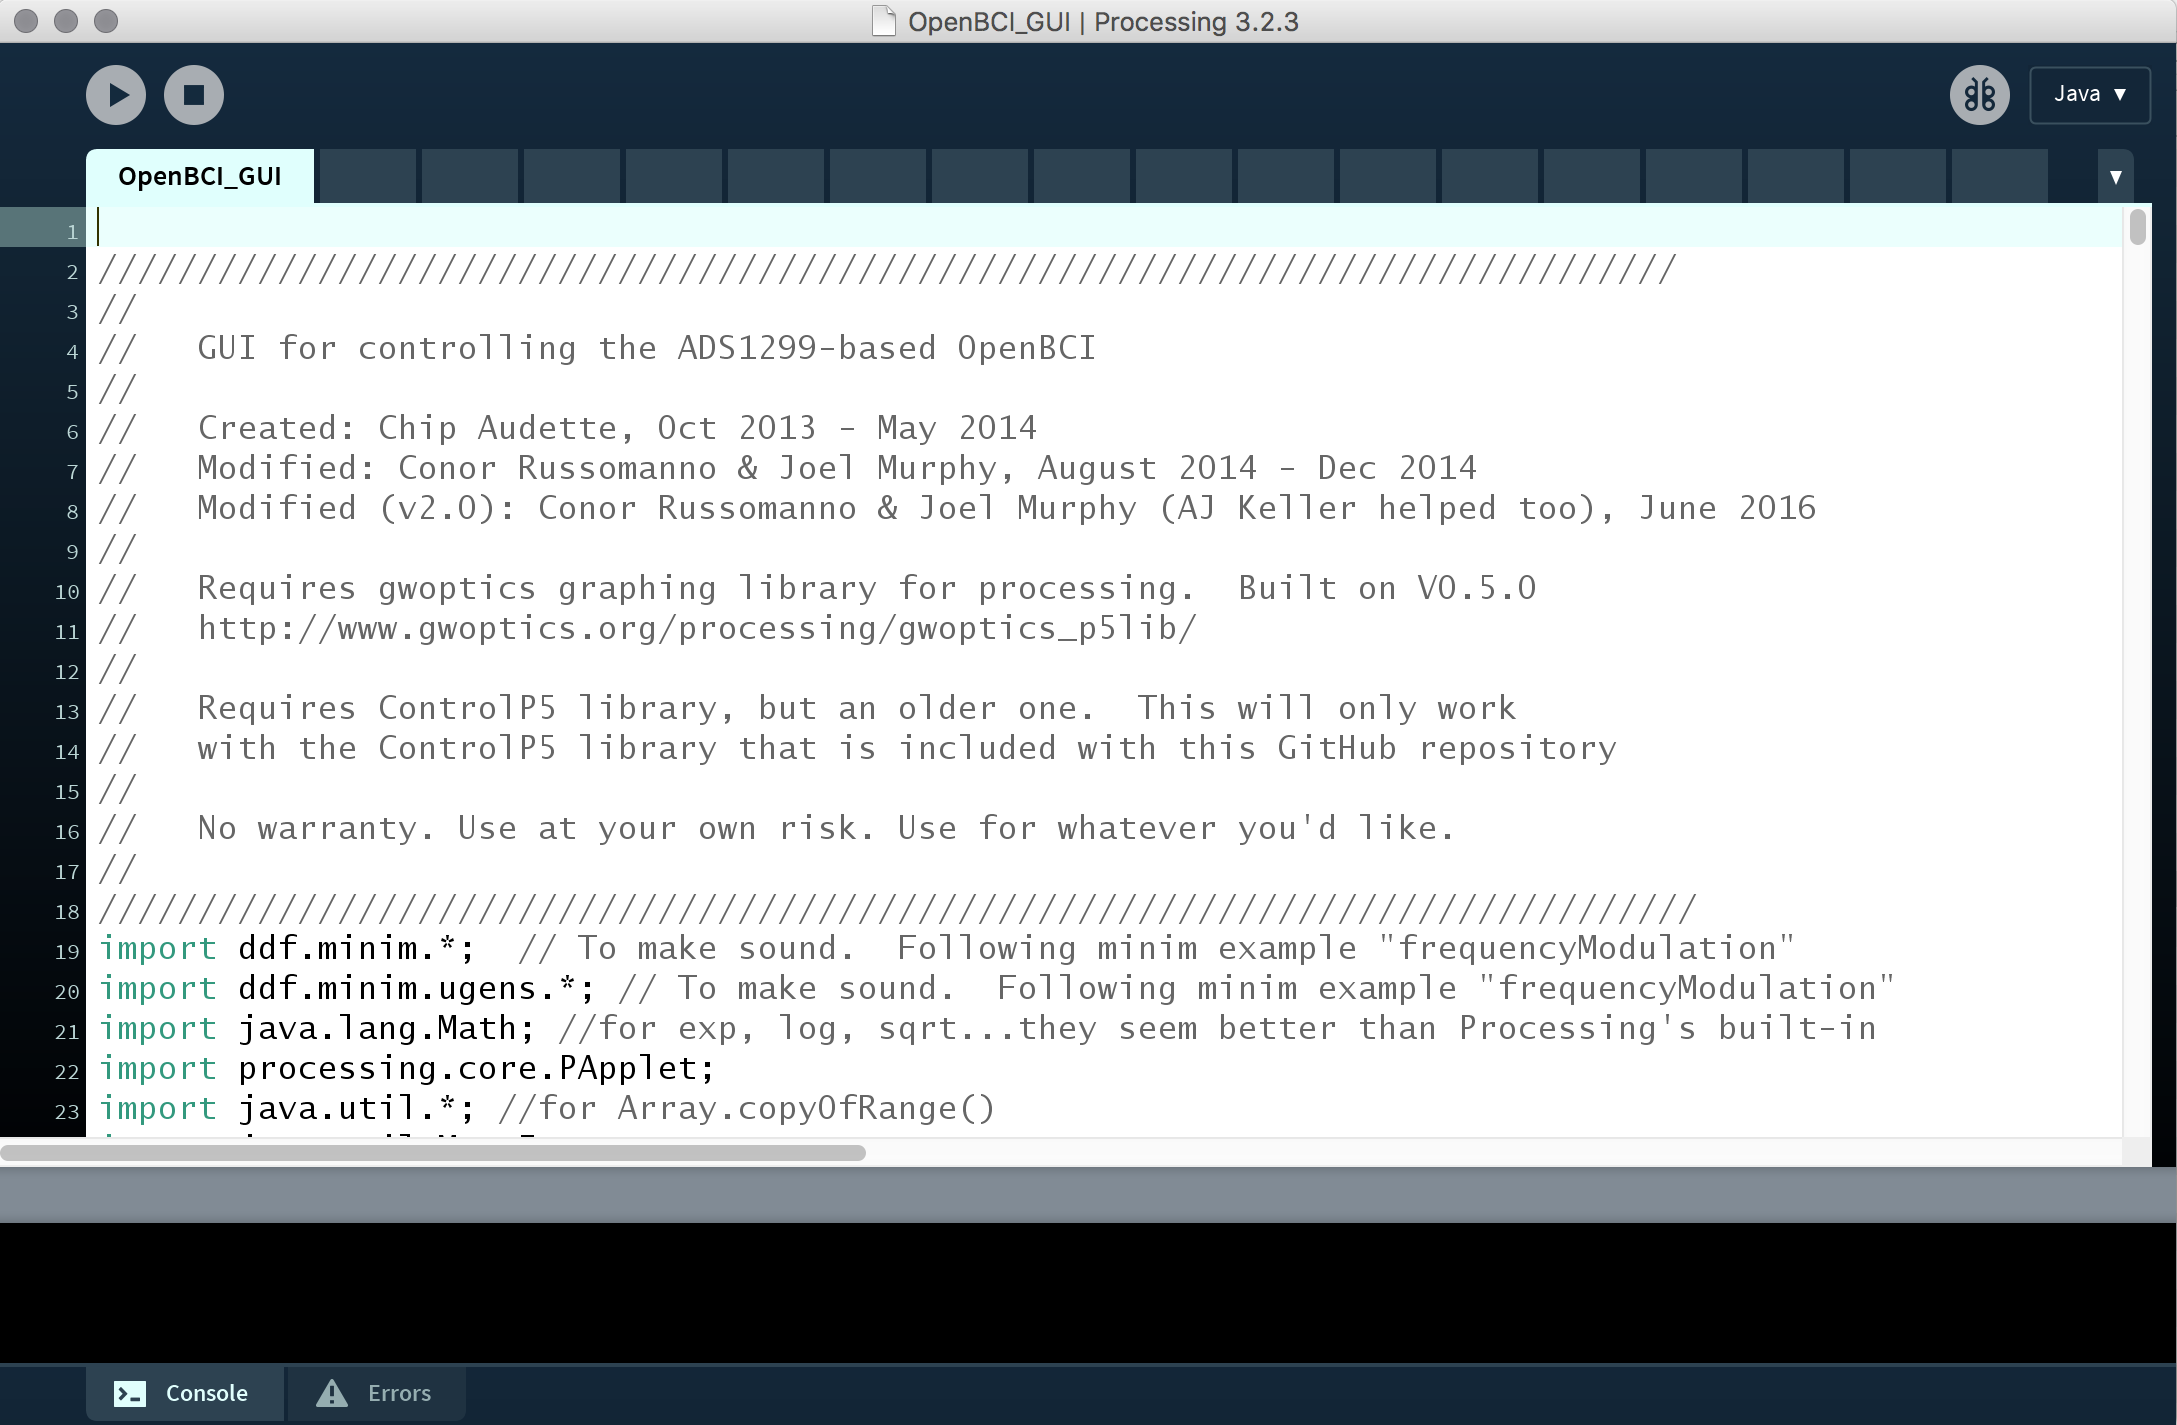 OpenBCI_GUI | Processing 3.2.3
Java ▼
OpenBCI_GUI
▼
1
2 ///////////////////////////////////////////////////////////////////////////////
3 //
4 //   GUI for controlling the ADS1299-based OpenBCI
5 //
6 //   Created: Chip Audette, Oct 2013 - May 2014
7 //   Modified: Conor Russomanno & Joel Murphy, August 2014 - Dec 2014
8 //   Modified (v2.0): Conor Russomanno & Joel Murphy (AJ Keller helped too), June 2016
9 //
10 //   Requires gwoptics graphing library for processing.  Built on V0.5.0
11 //   http://www.gwoptics.org/processing/gwoptics_p5lib/
12 //
13 //   Requires ControlP5 library, but an older one.  This will only work
14 //   with the ControlP5 library that is included with this GitHub repository
15 //
16 //   No warranty. Use at your own risk. Use for whatever you'd like.
17 //
18 ////////////////////////////////////////////////////////////////////////////////
19 import ddf.minim.*;  // To make sound.  Following minim example "frequencyModulation"
20 import ddf.minim.ugens.*; // To make sound.  Following minim example "frequencyModulation"
21 import java.lang.Math; //for exp, log, sqrt...they seem better than Processing's built-in
22 import processing.core.PApplet;
23 import java.util.*; //for Array.copyOfRange()
Console
Errors